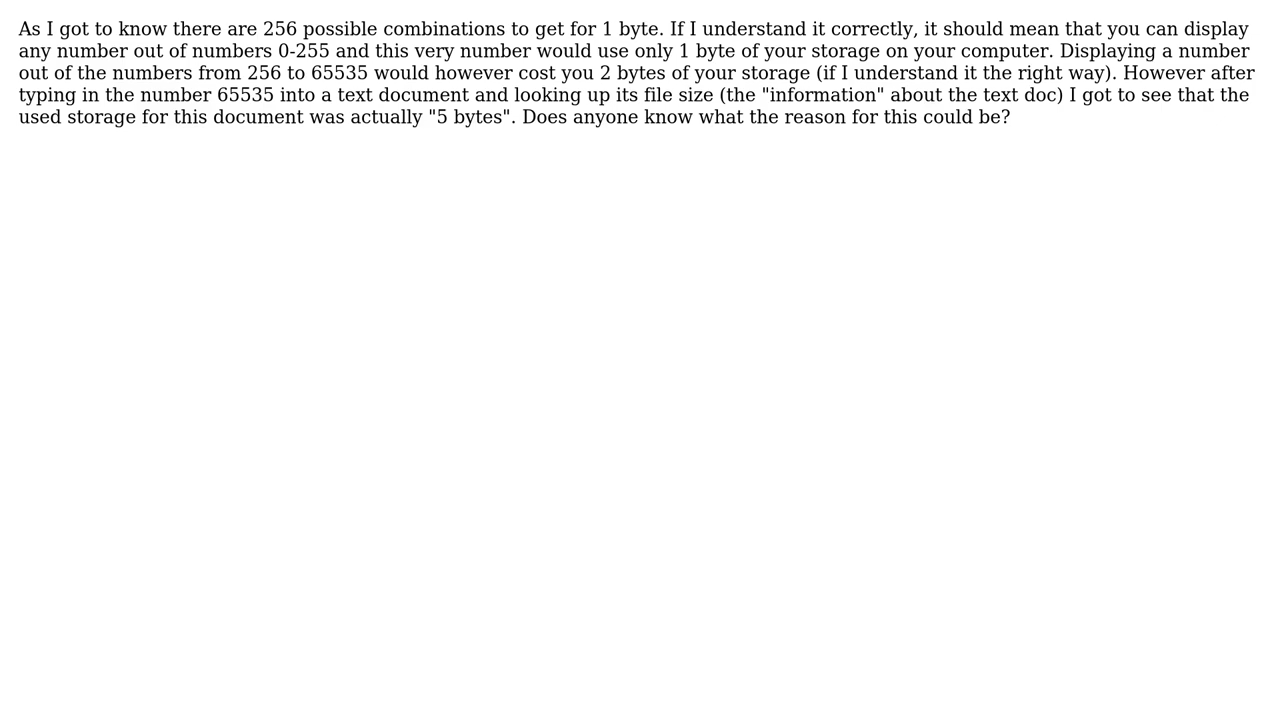 As I got to know there are 256 possible combinations to get for 1 byte. If I understand it correctly, it should mean that you can display
any number out of numbers 0-255 and this very number would use only 1 byte of your storage on your computer. Displaying a number
out of the numbers from 256 to 65535 would however cost you 2 bytes of your storage (if I understand it the right way). However after
typing in the number 65535 into a text document and looking up its file size (the "information" about the text doc) I got to see that the
used storage for this document was actually "5 bytes". Does anyone know what the reason for this could be?